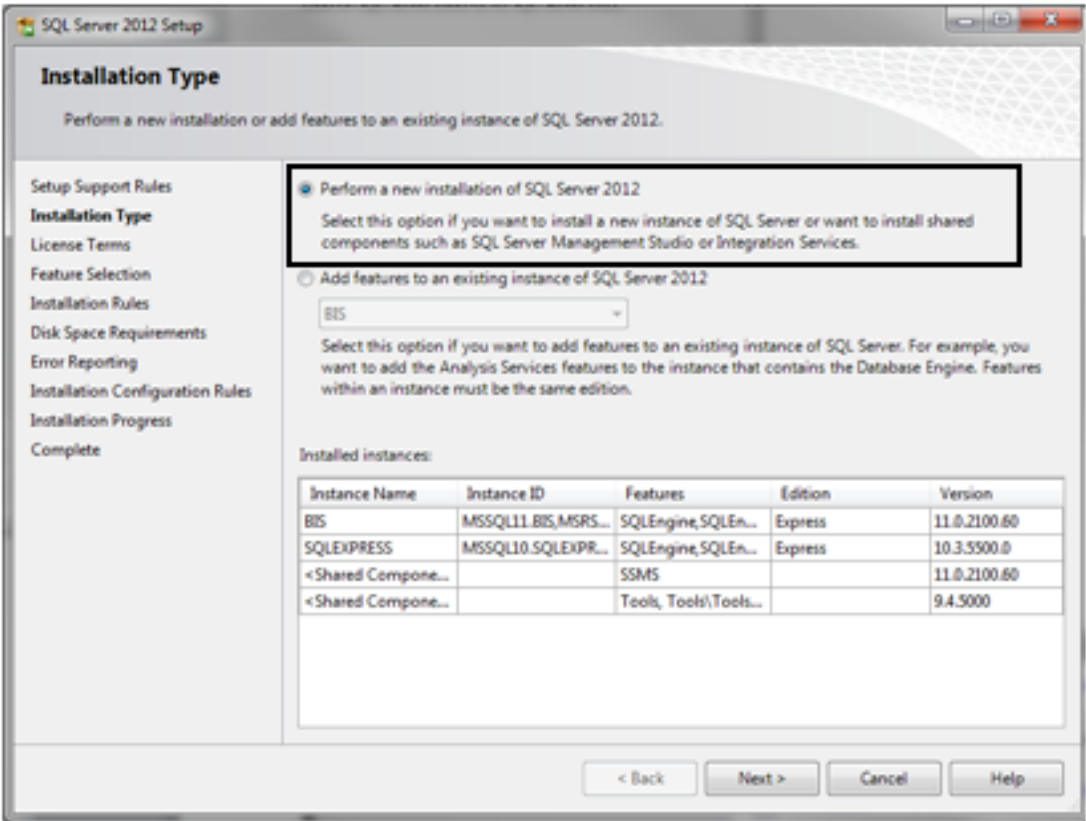 SQL Server 2012 Setup
Installation Type
Perform a new installation or add features to an existing instance of SQL Server 2012.
Setup Support Rules
Installation Type
License Terms
Feature Selection
Installation Rules
Disk Space Requirements
Error Reporting
Installation Configuration Rules
Installation Progress
Complete
Perform a new installation of SQL Server 2012
Select this option if you want to install a new instance of SQL Server or want to install shared
components such as SQL Server Management Studio or Integration Services.
Add features to an existing instance of SQL Server 2012
BIS
Select this option if you want to add features to an existing instance of SQL Server. For example, you
want to add the Analysis Services features to the instance that contains the Database Engine. Features
within an instance must be the same edition.
Installed instances:
Instance Name Instance ID Features Edition Version
BIS MSSQL11.BIS,MSRS... SQLEngine,SQLEn... Express 11.0.2100.60
SQLEXPRESS MSSQL10.SQLEXPR... SQLEngine,SQLEn... Express 10.3.5500.0
<Shared Compone... SSMS 11.0.2100.60
<Shared Compone... Tools, Tools\Tools... 9.4.5000
< Back Next > Cancel Help